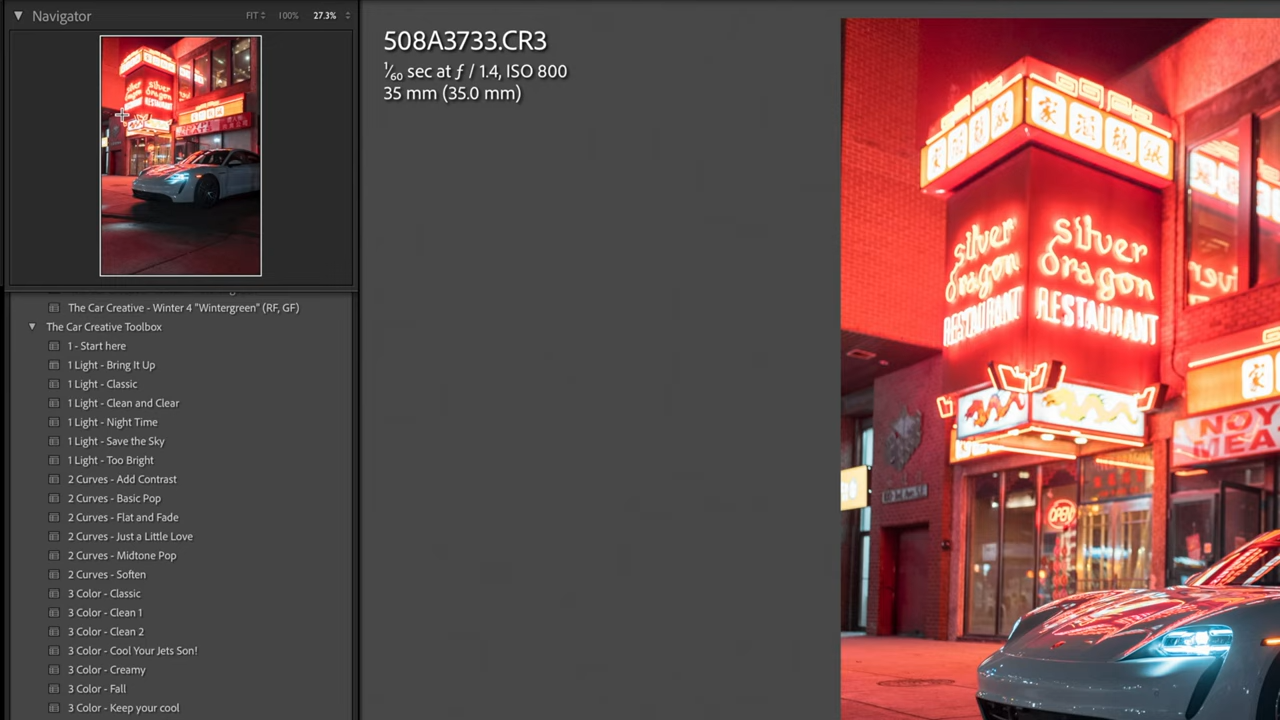 Navigator
FIT 100% 27.3%
silver
dragon
RESTAURANT
The Car Creative - Winter 4 "Wintergreen" (RF, GF)
The Car Creative Toolbox
1 - Start here
1 Light - Bring It Up
1 Light - Classic
1 Light - Clean and Clear
1 Light - Night Time
1 Light - Save the Sky
1 Light - Too Bright
2 Curves - Add Contrast
2 Curves - Basic Pop
2 Curves - Flat and Fade
2 Curves - Just a Little Love
2 Curves - Midtone Pop
2 Curves - Soften
3 Color - Classic
3 Color - Clean 1
3 Color - Clean 2
3 Color - Cool Your Jets Son!
3 Color - Creamy
3 Color - Fall
3 Color - Keep your cool
508A3733.CR3
1/60 sec at ƒ / 1.4, ISO 800
35 mm (35.0 mm)
silver
dragon
RESTAURANT
silver
dragon
RESTAURANT
NOY
MEA
OPEN